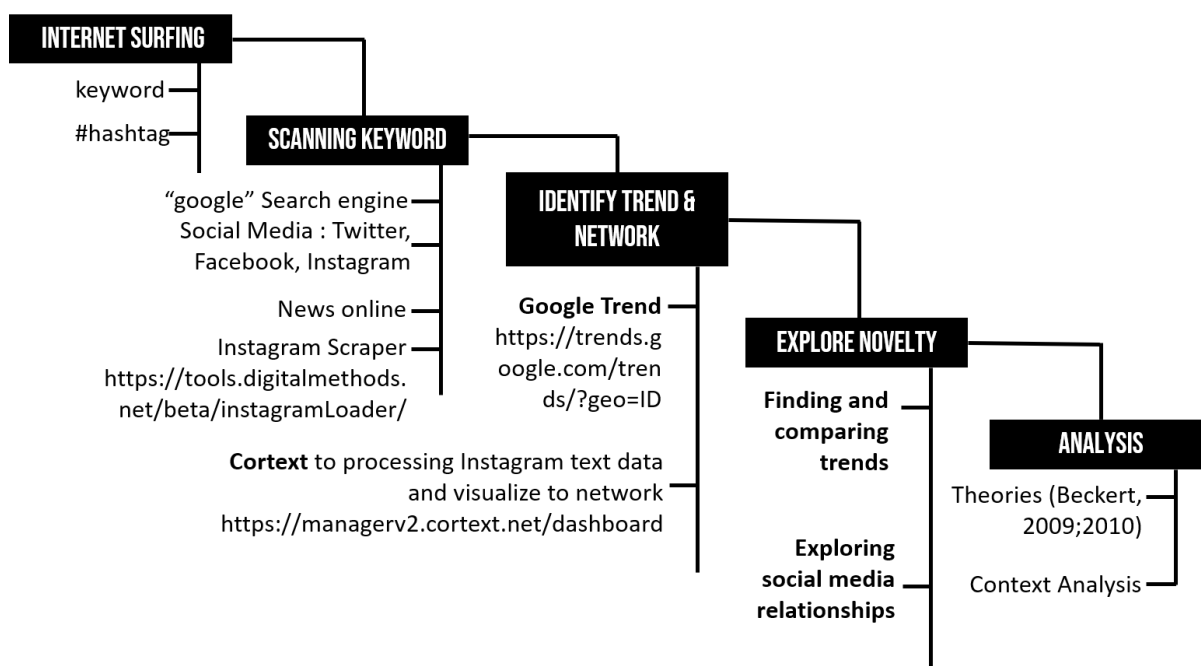 INTERNET SURFING
keyword
#hashtag
SCANNING KEYWORD
“google” Search engine
Social Media : Twitter,
Facebook, Instagram
News online
Instagram Scraper
https://tools.digitalmethods.
net/beta/instagramLoader/
IDENTIFY TREND &
NETWORK
Google Trend
https://trends.g
oogle.com/tren
ds/?geo=ID
Cortext to processing Instagram text data
and visualize to network
https://managerv2.cortext.net/dashboard
EXPLORE NOVELTY
Finding and
comparing
trends
Exploring
social media
relationships
ANALYSIS
Theories (Beckert,
2009;2010)
Context Analysis